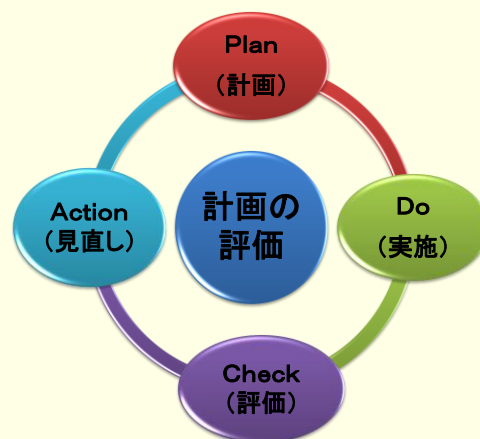 Plan
（計画）
Do
（実施）
Check
（評価）
Action
（見直し）
計画の
評価